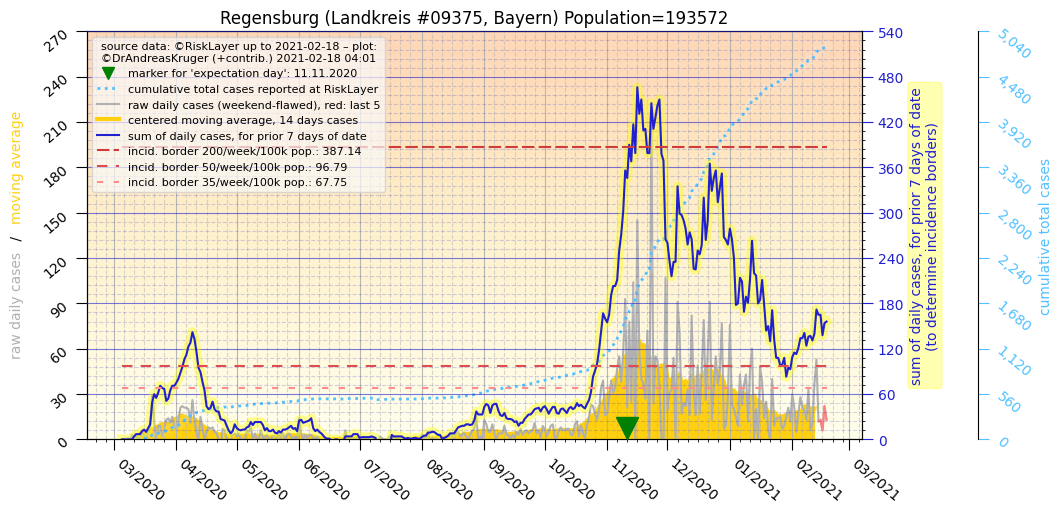 Regensburg (Landkreis #09375, Bayern) Population=193572
source data: ©RiskLayer up to 2021-02-18 – plot:
©DrAndreasKruger (+contrib.) 2021-02-18 04:01
marker for 'expectation day': 11.11.2020
cumulative total cases reported at RiskLayer
raw daily cases (weekend-flawed), red: last 5
centered moving average, 14 days cases
sum of daily cases, for prior 7 days of date
incid. border 200/week/100k pop.: 387.14
incid. border 50/week/100k pop.: 96.79
incid. border 35/week/100k pop.: 67.75
raw daily cases / moving average
270
240
210
180
150
120
90
60
30
0
03/2020
04/2020
05/2020
06/2020
07/2020
08/2020
09/2020
10/2020
11/2020
12/2020
01/2021
02/2021
03/2021
540
480
420
360
300
240
180
120
60
0
sum of daily cases, for prior 7 days of date
(to determine incidence borders)
5,040
4,480
3,920
3,360
2,800
2,240
1,680
1,120
560
0
cumulative total cases